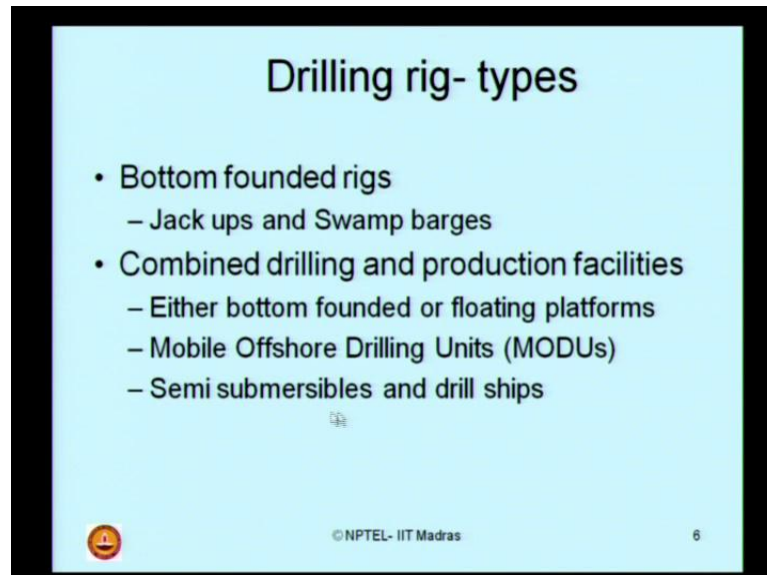 Drilling rig- types
• Bottom founded rigs
– Jack ups and Swamp barges
• Combined drilling and production facilities
– Either bottom founded or floating platforms
– Mobile Offshore Drilling Units (MODUs)
– Semi submersibles and drill ships
©NPTEL- IIT Madras
6